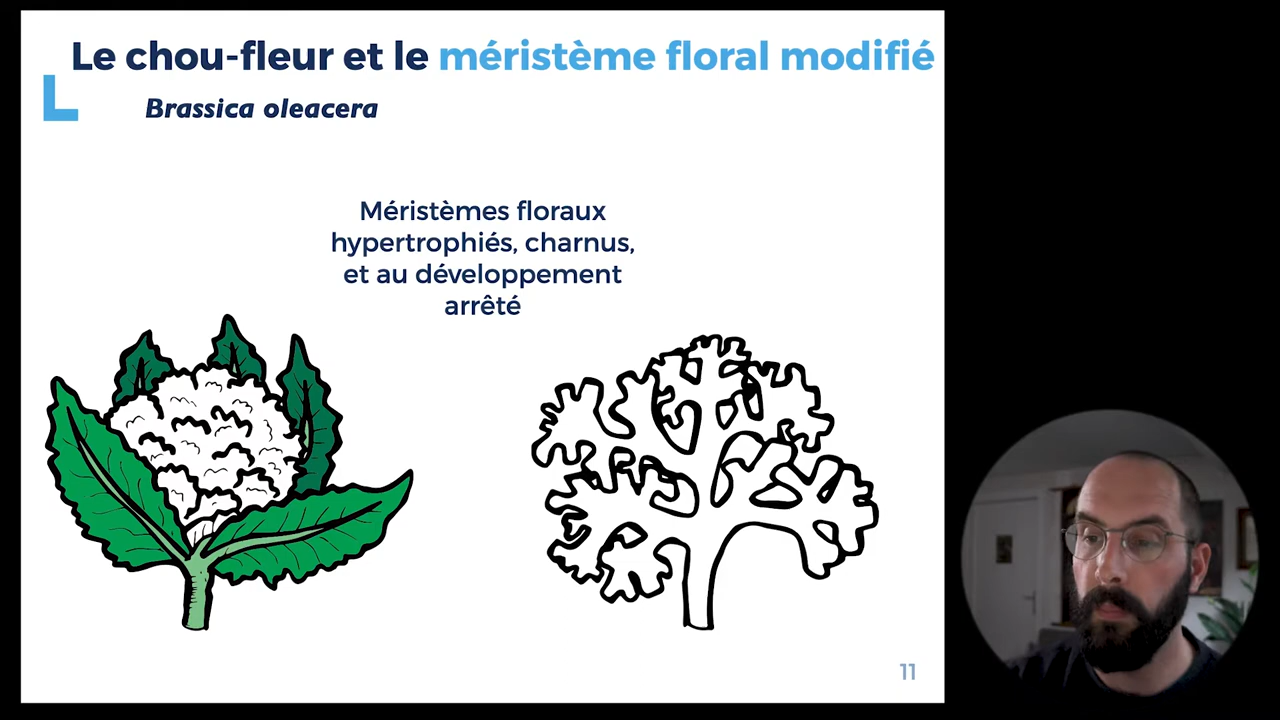 Le chou-fleur et le méristème floral modifié
Brassica oleacera
Méristèmes floraux
hypertrophiés, charnus,
et au développement
arrêté
11